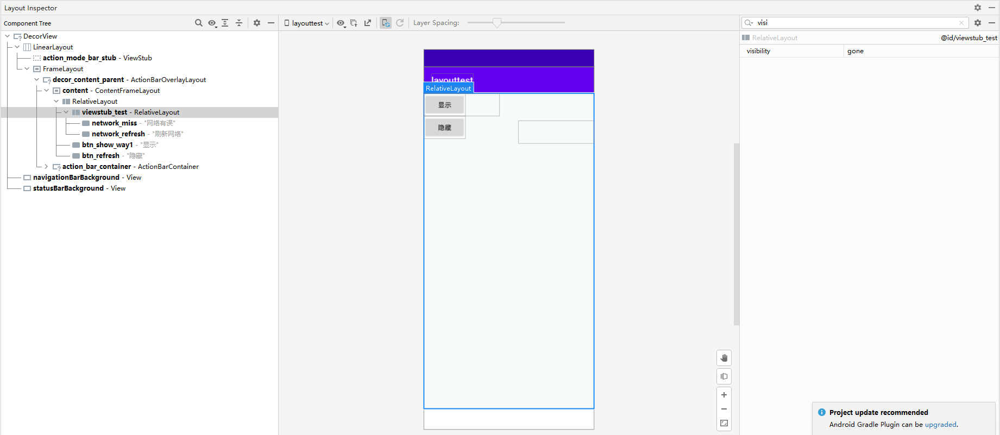 Layout Inspector
Component Tree
layouttest
Layer Spacing:
visi
DecorView
LinearLayout
action_mode_bar_stub - ViewStub
FrameLayout
decor_content_parent - ActionBarOverlayLayout
content - ContentFrameLayout
RelativeLayout
viewstub_test - RelativeLayout
network_miss - "网络有误"
network_refresh - "刷新网络"
btn_show_way1 - "显示"
btn_refresh - "隐藏"
action_bar_container - ActionBarContainer
navigationBarBackground - View
statusBarBackground - View
layouttest
RelativeLayout
显示
隐藏
RelativeLayout @id/viewstub_test
visibility gone
Project update recommended
Android Gradle Plugin can be upgraded.